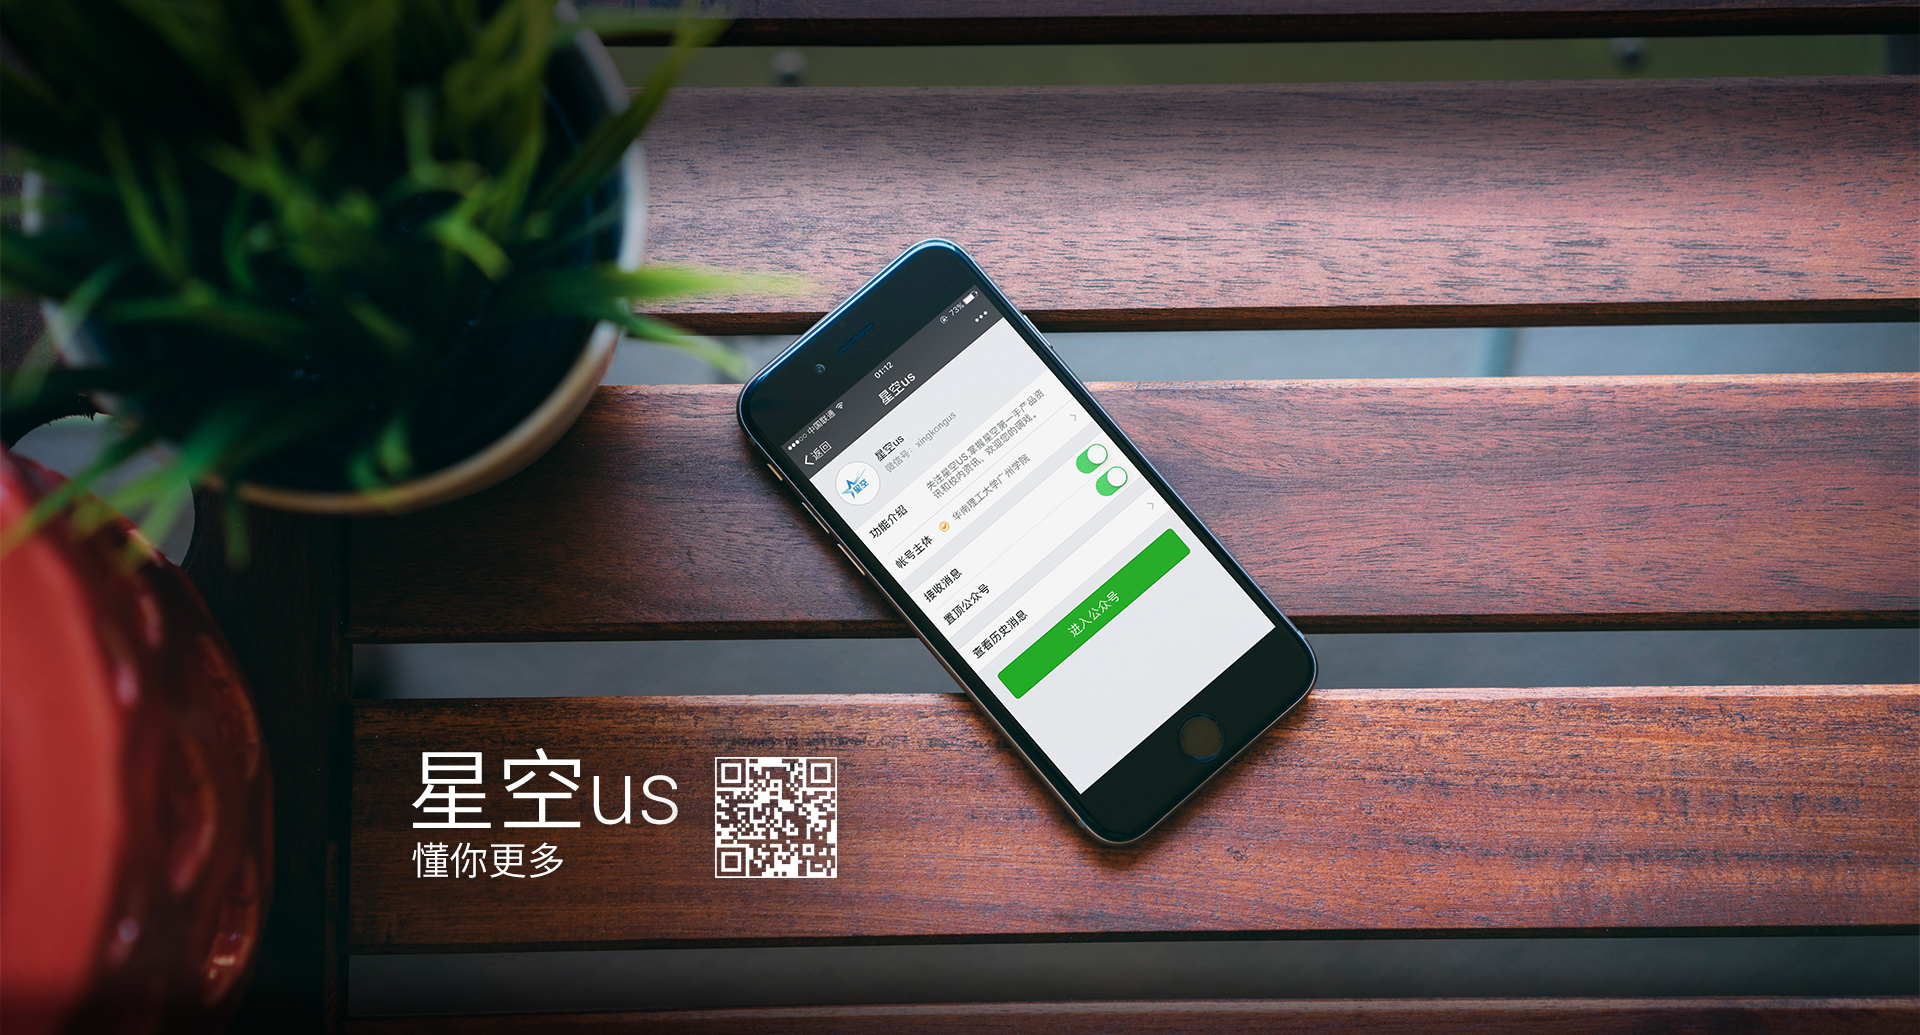 中国联通
01:12
73%
返回
星空us
星空
星空us
微信号: xingkongus
功能介绍
关注星空US,掌握星空第一手产品资
讯和校内资讯，欢迎您的调戏。
帐号主体
华南理工大学广州学院
接收消息
置顶公众号
查看历史消息
进入公众号
星空us
懂你更多